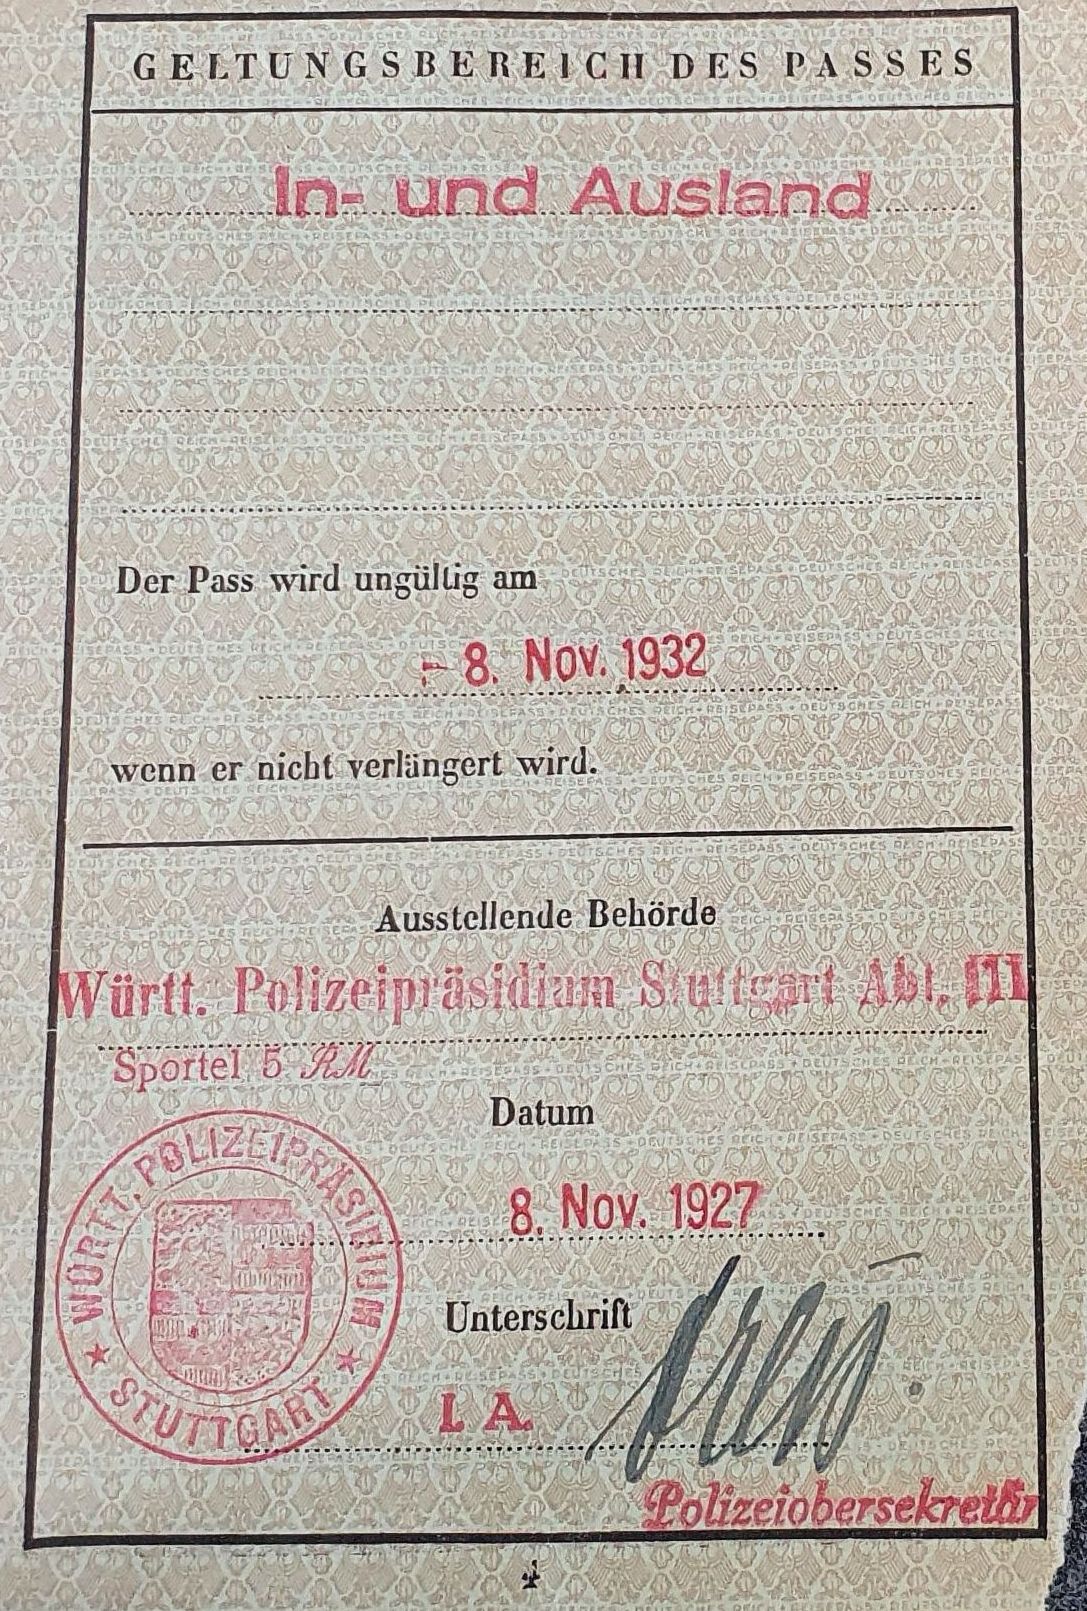 GELTUNGSBEREICH DES PASSES
In- und Ausland
Der Pass wird ungültig am
- 8. Nov. 1932
wenn er nicht verlängert wird.
Ausstellende Behörde
Württ. Polizeipräsidium Stuttgart Abt. III
Sportel 5 RM
Datum
8. Nov. 1927
WÜRTT. POLIZEIPRÄSIDIUM
STUTTGART
Unterschrift
I. A.
Polizeiobersekretär
4